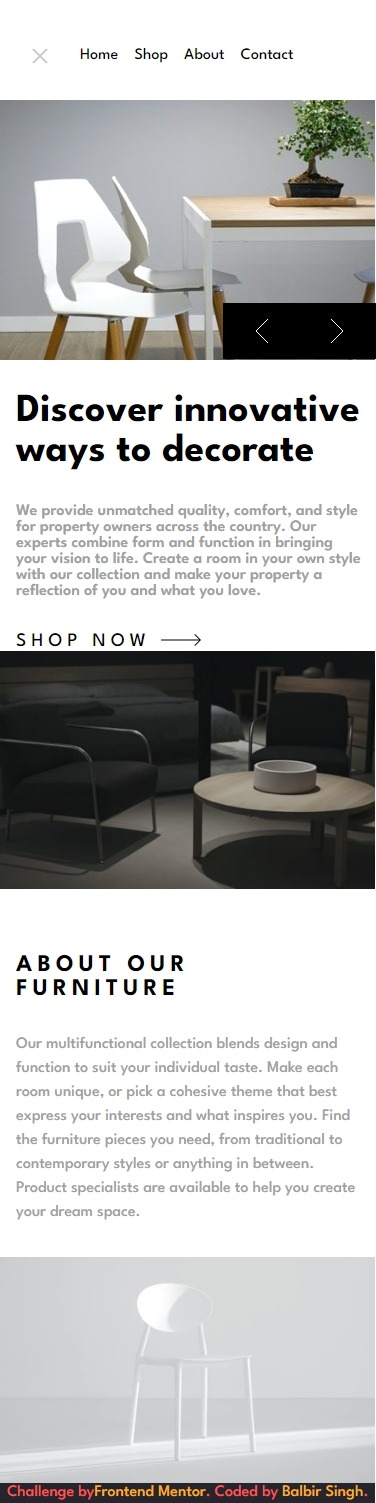 Home Shop About Contact
Discover innovative
ways to decorate
We provide unmatched quality, comfort, and style
for property owners across the country. Our
experts combine form and function in bringing
your vision to life. Create a room in your own style
with our collection and make your property a
reflection of you and what you love.
SHOP NOW
ABOUT OUR
FURNITURE
Our multifunctional collection blends design and
function to suit your individual taste. Make each
room unique, or pick a cohesive theme that best
express your interests and what inspires you. Find
the furniture pieces you need, from traditional to
contemporary styles or anything in between.
Product specialists are available to help you create
your dream space.
Challenge byFrontend Mentor. Coded by Balbir Singh.